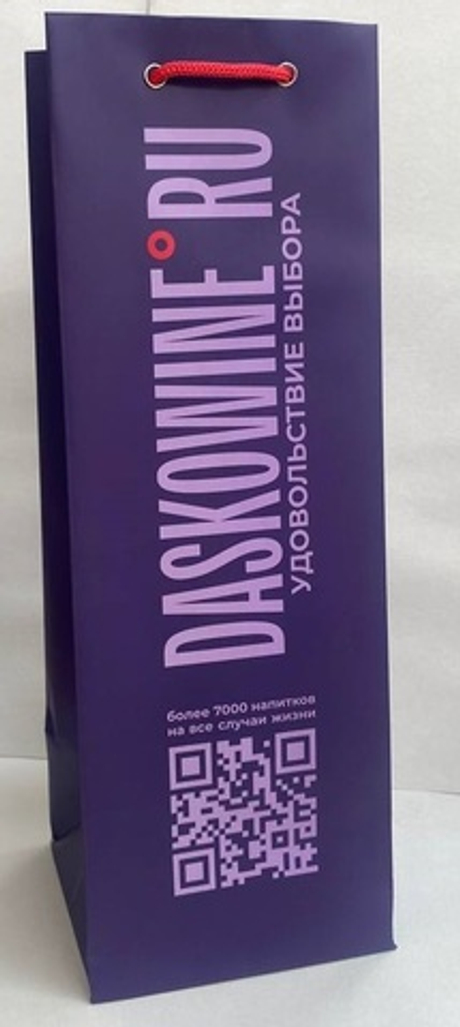 DASKOWINE°RU
УДОВОЛЬСТВИЕ ВЫБОРА
более 7000 напитков
на все случаи жизни